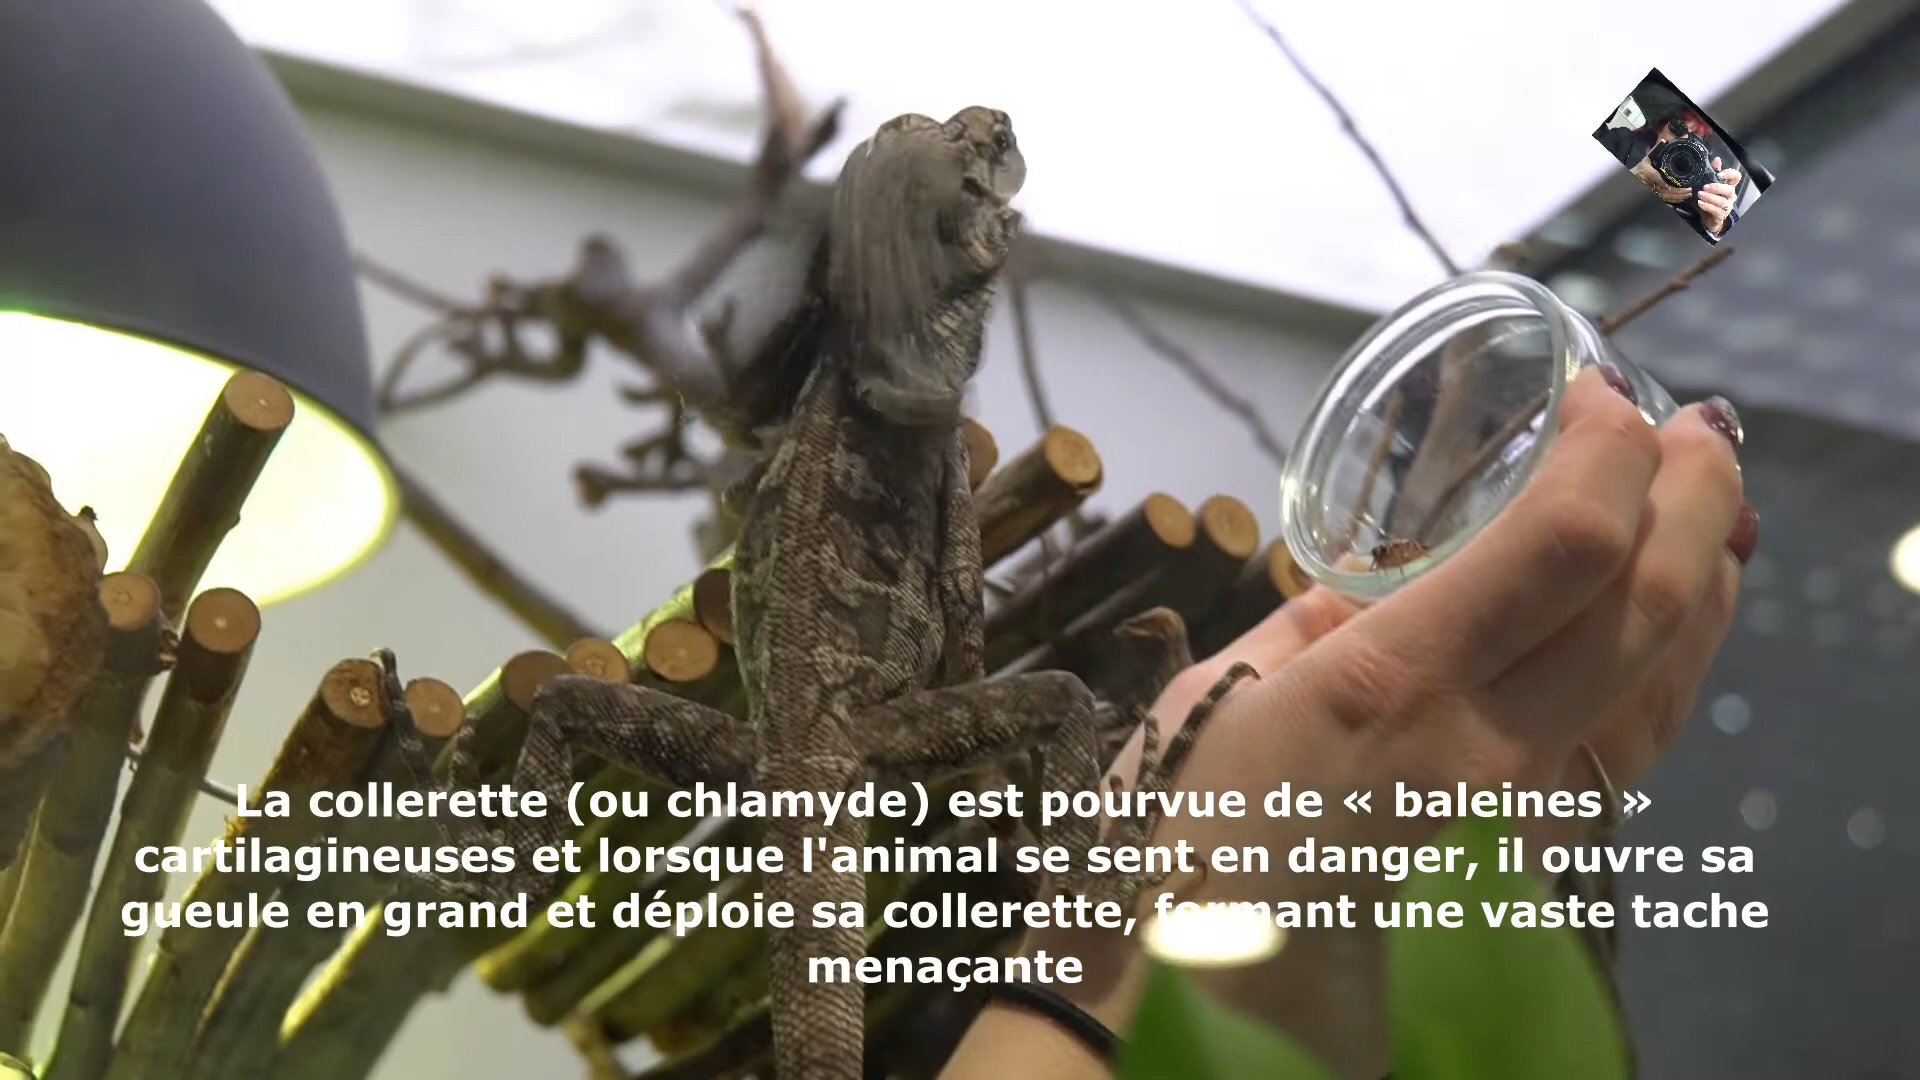 La collerette (ou chlamyde) est pourvue de « baleines »
cartilagineuses et lorsque l'animal se sent en danger, il ouvre sa
gueule en grand et déploie sa collerette, formant une vaste tache
menaçante